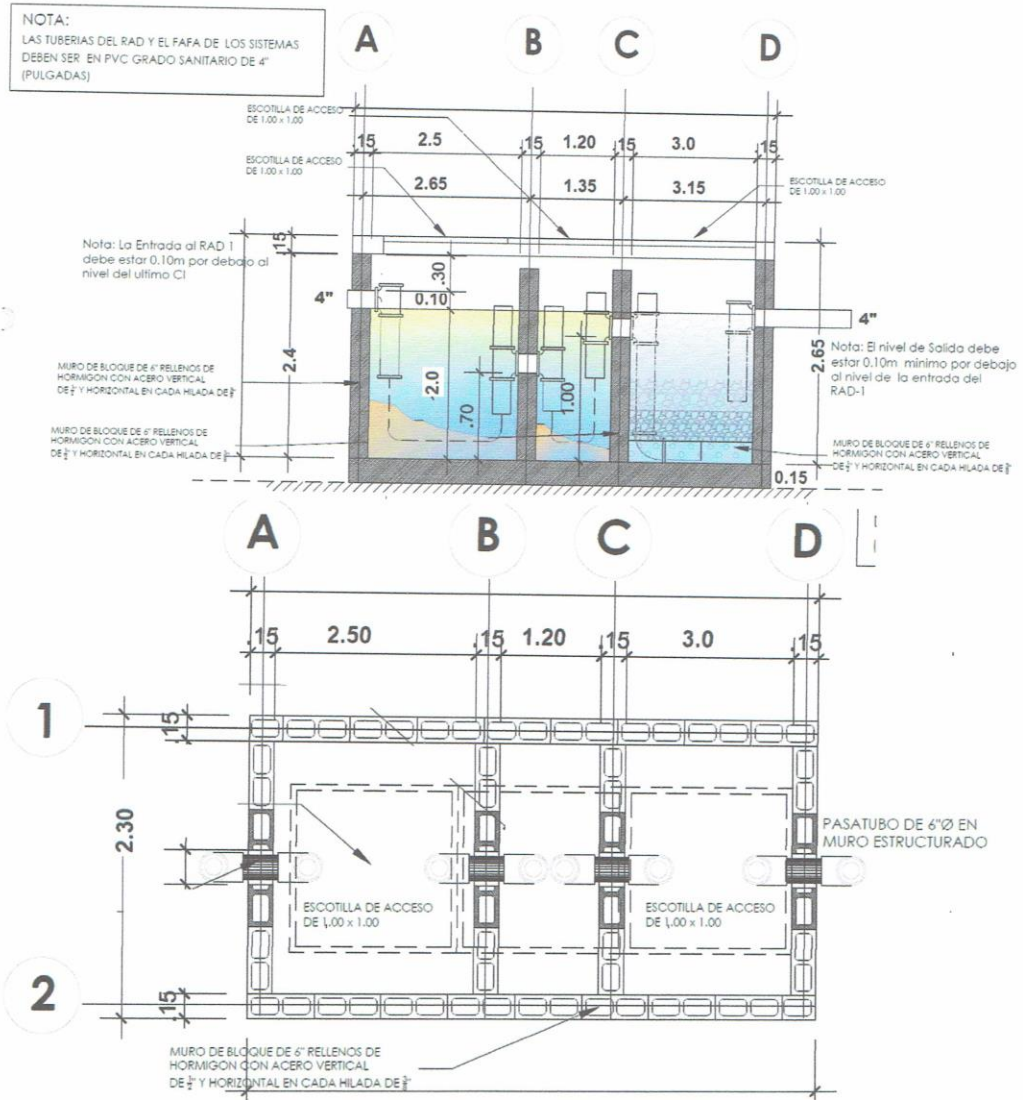 NOTA:
LAS TUBERIAS DEL RAD Y EL FAFA DE LOS SISTEMAS
DEBEN SER EN PVC GRADO SANITARIO DE 4"
(PULGADAS)
A
B
C
D
ESCOTILLA DE ACCESO
DE 1.00 x 1.00
.15
2.5
.15
1.20
.15
3.0
.15
ESCOTILLA DE ACCESO
DE 1.00 x 1.00
2.65
1.35
3.15
ESCOTILLA DE ACCESO
DE 1.00 x 1.00
Nota: La Entrada al RAD 1
debe estar 0.10m por debajo al
nivel del ultimo CI
.15
.30
4"
0.10
4"
2.4
2.0
.70
1.00
2.65
Nota: El nivel de Salida debe
estar 0.10m minimo por debajo
al nivel de la entrada del
RAD-1
MURO DE BLOQUE DE 6" RELLENOS DE
HORMIGON CON ACERO VERTICAL
Y HORIZONTAL EN CADA HILADA DE
MURO DE BLOQUE DE 6" RELLENOS DE
HORMIGON CON ACERO VERTICAL
Y HORIZONTAL EN CADA HILADA DE
MURO DE BLOQUE DE 6" RELLENOS DE
HORMIGON CON ACERO VERTICAL
Y HORIZONTAL EN CADA HILADA DE
0.15
A
B
C
D
.15
2.50
.15
1.20
.15
3.0
.15
1
.15
2.30
PASATUBO DE 6"Ø EN
MURO ESTRUCTURADO
ESCOTILLA DE ACCESO
DE 1.00 x 1.00
ESCOTILLA DE ACCESO
DE 1.00 x 1.00
2
.15
MURO DE BLOQUE DE 6" RELLENOS DE
HORMIGON CON ACERO VERTICAL
Y HORIZONTAL EN CADA HILADA DE